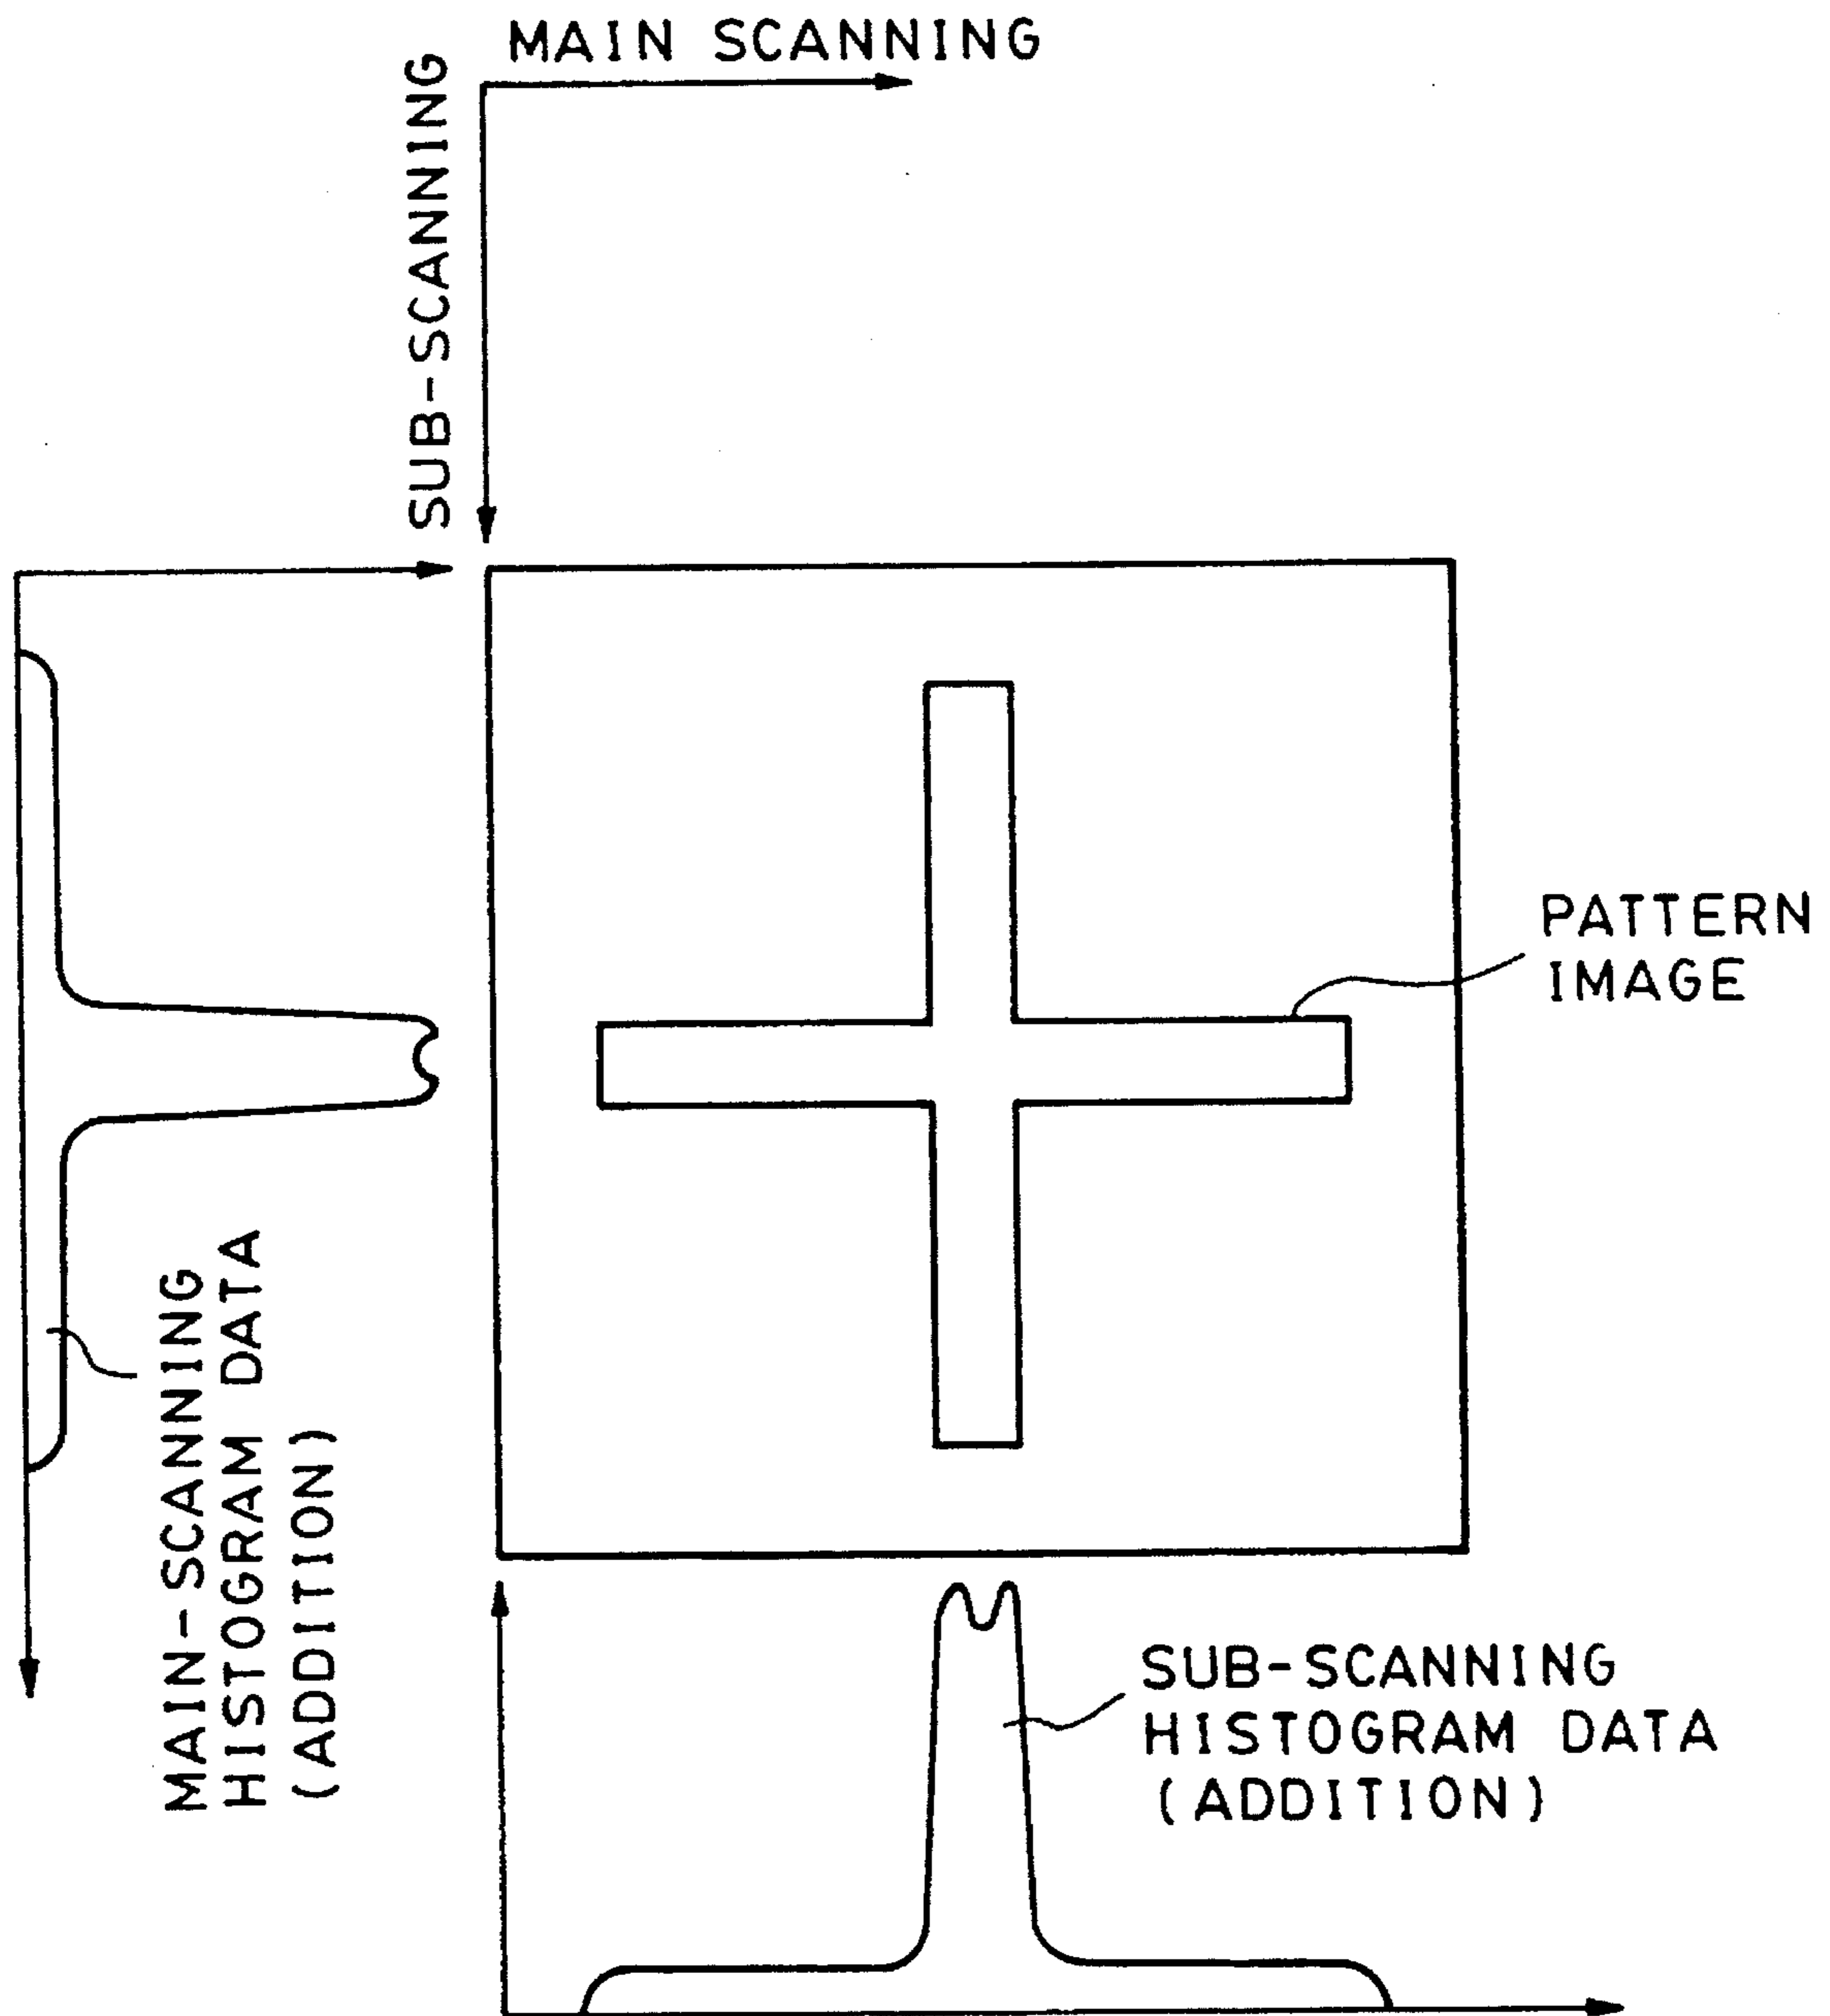 MAIN SCANNING
SUB-SCANNING
PATTERN
IMAGE
MAIN-SCANNING
HISTOGRAM DATA
(ADDITION)
SUB-SCANNING
HISTOGRAM DATA
(ADDITION)